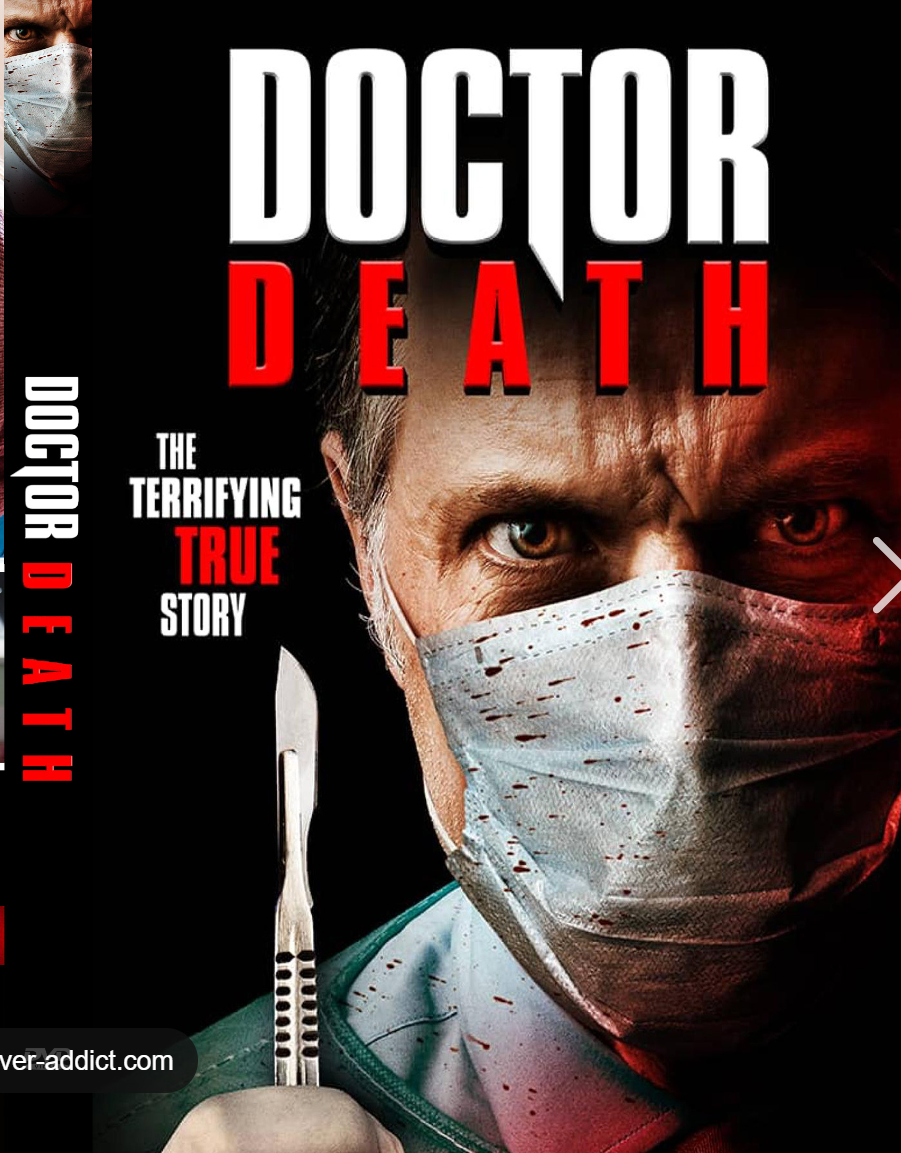 DOCTOR
DEATH
THE
TERRIFYING
TRUE
STORY
DOCTOR DEATH
ver-addict.com